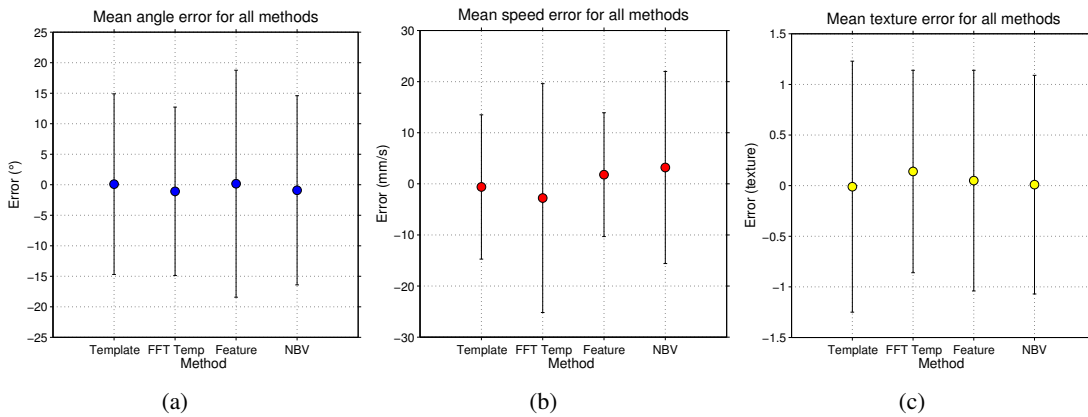 Mean angle error for all methods
25
20
15
10
5
0
−5
−10
−15
−20
−25
Error (°)
Template FFT Temp Feature NBV
Method
(a)
Mean speed error for all methods
30
20
10
0
−10
−20
−30
Error (mm/s)
Template FFT Temp Feature NBV
Method
(b)
Mean texture error for all methods
1.5
1
0.5
0
−0.5
−1
−1.5
Error (texture)
Template FFT Temp Feature NBV
Method
(c)